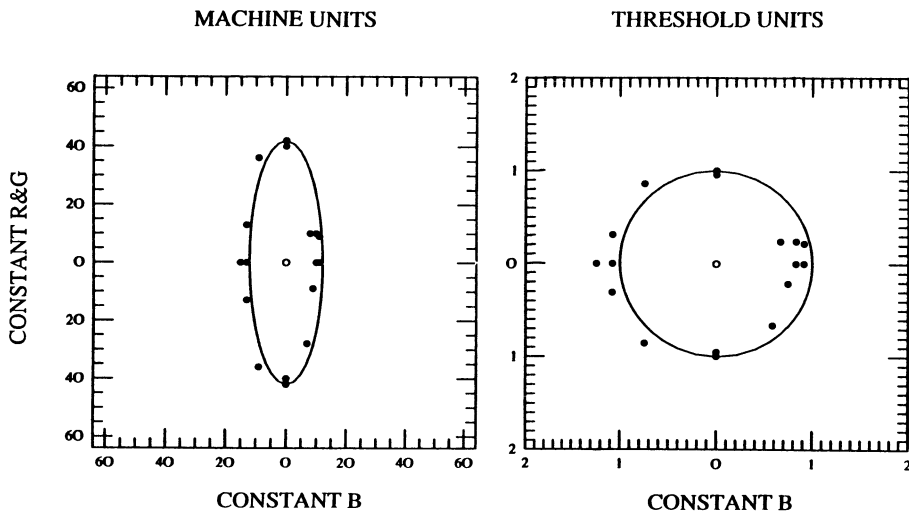 MACHINE UNITS
THRESHOLD UNITS
CONSTANT R&G
60
40
20
0
20
40
60
60 40 20 0 20 40 60
CONSTANT B
2
1
0
1
2
2 1 0 1 2
CONSTANT B